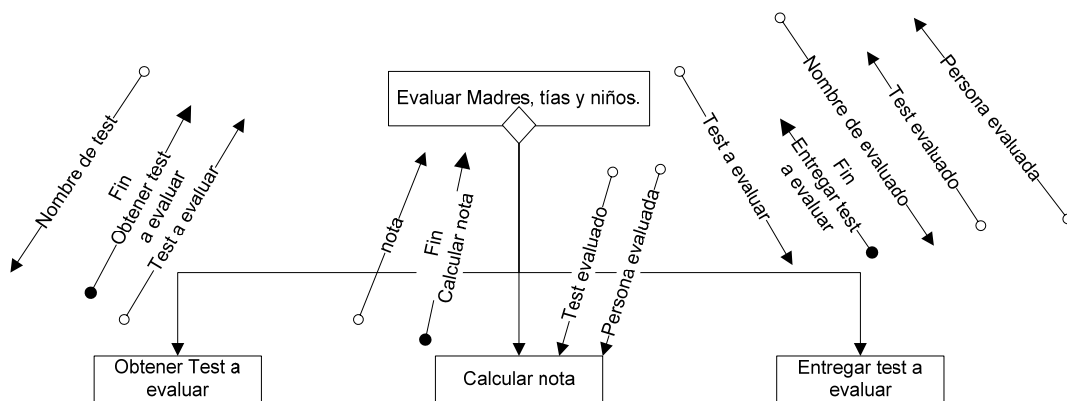 Evaluar Madres, tías y niños.
Nombre de test
Fin
Obtener test
a evaluar
Test a evaluar
nota
Fin
Calcular nota
Test evaluado
Persona evaluada
Test a evaluar
Fin
Entregar test
a evaluar
Nombre de evaluado
Test evaluado
Persona evaluada
Obtener Test a
evaluar
Calcular nota
Entregar test a
evaluar